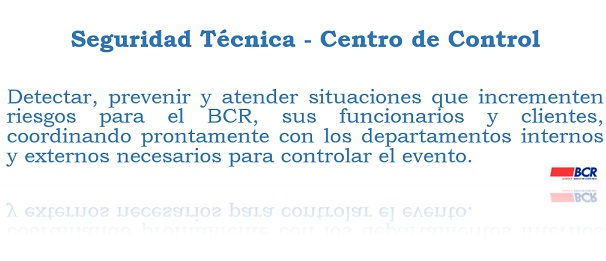 Seguridad Técnica - Centro de Control
Detectar, prevenir y atender situaciones que incrementen
riesgos para el BCR, sus funcionarios y clientes,
coordinando prontamente con los departamentos internos
y externos necesarios para controlar el evento.
BCR